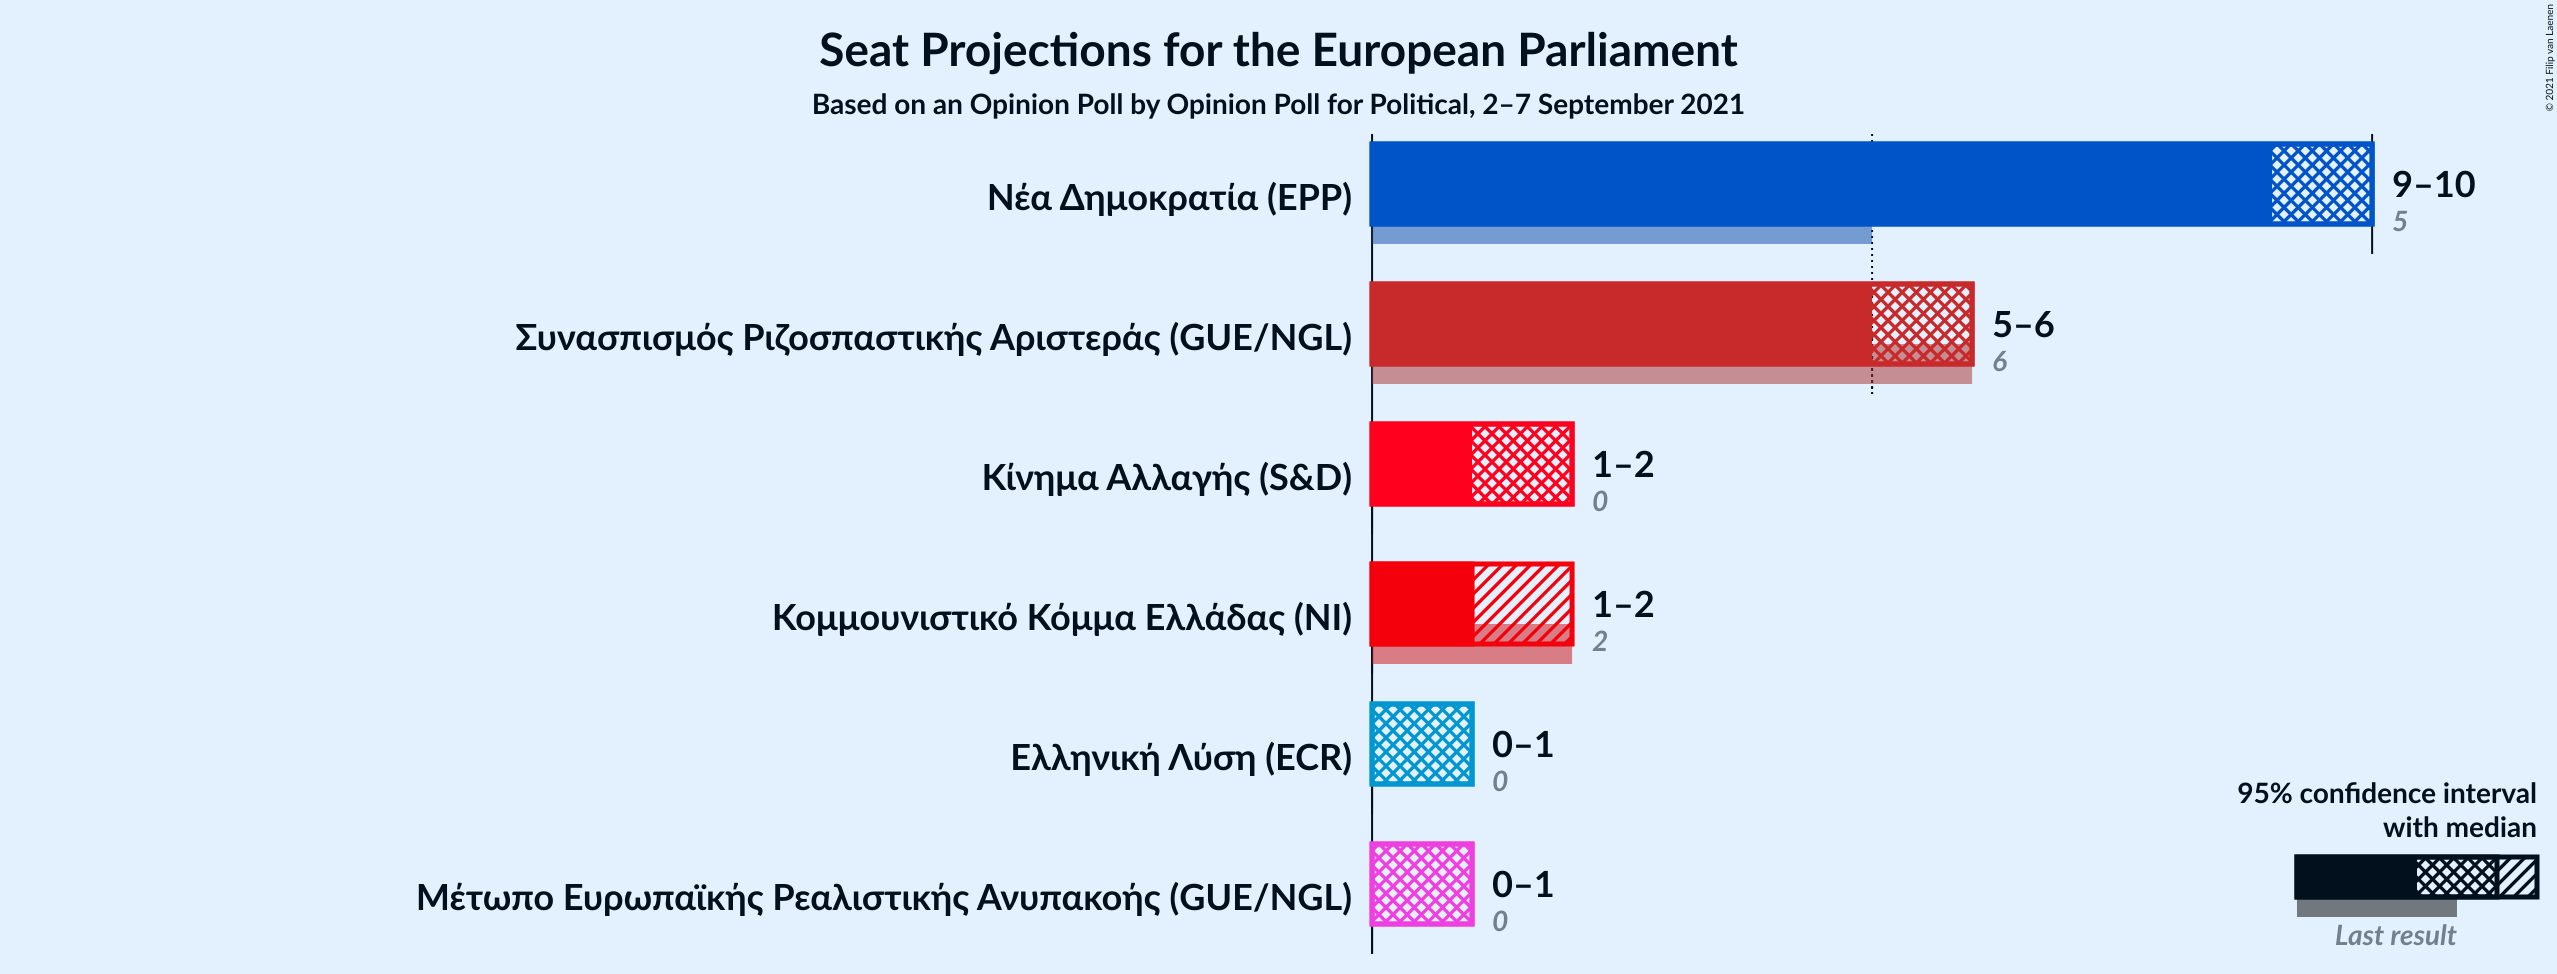 Seat Projections for the European Parliament
Based on an Opinion Poll by Opinion Poll for Political, 2–7 September 2021
© 2021 Filip van Laenen
Νέα Δημοκρατία (EPP)
9–10
5
Συνασπισμός Ριζοσπαστικής Αριστεράς (GUE/NGL)
5–6
6
Κίνημα Αλλαγής (S&D)
1–2
0
Κομμουνιστικό Κόμμα Ελλάδας (NI)
1–2
2
Ελληνική Λύση (ECR)
0–1
0
Μέτωπο Ευρωπαϊκής Ρεαλιστικής Ανυπακοής (GUE/NGL)
0–1
0
95% confidence interval
with median
Last result